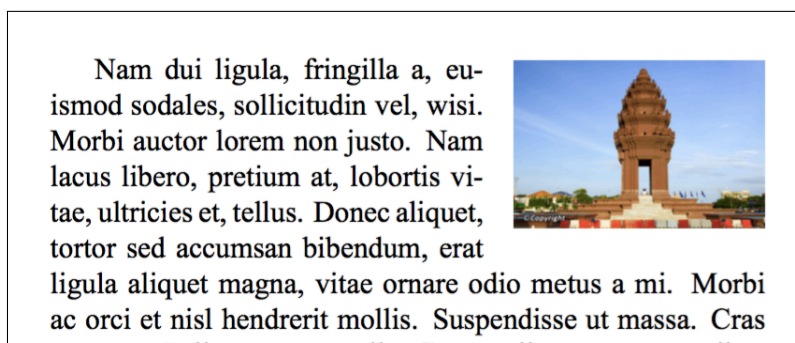 Nam dui ligula, fringilla a, eu-
ismod sodales, sollicitudin vel, wisi.
Morbi auctor lorem non justo. Nam
lacus libero, pretium at, lobortis vi-
tae, ultricies et, tellus. Donec aliquet,
tortor sed accumsan bibendum, erat
©Copyright
ligula aliquet magna, vitae ornare odio metus a mi. Morbi
ac orci et nisl hendrerit mollis. Suspendisse ut massa. Cras